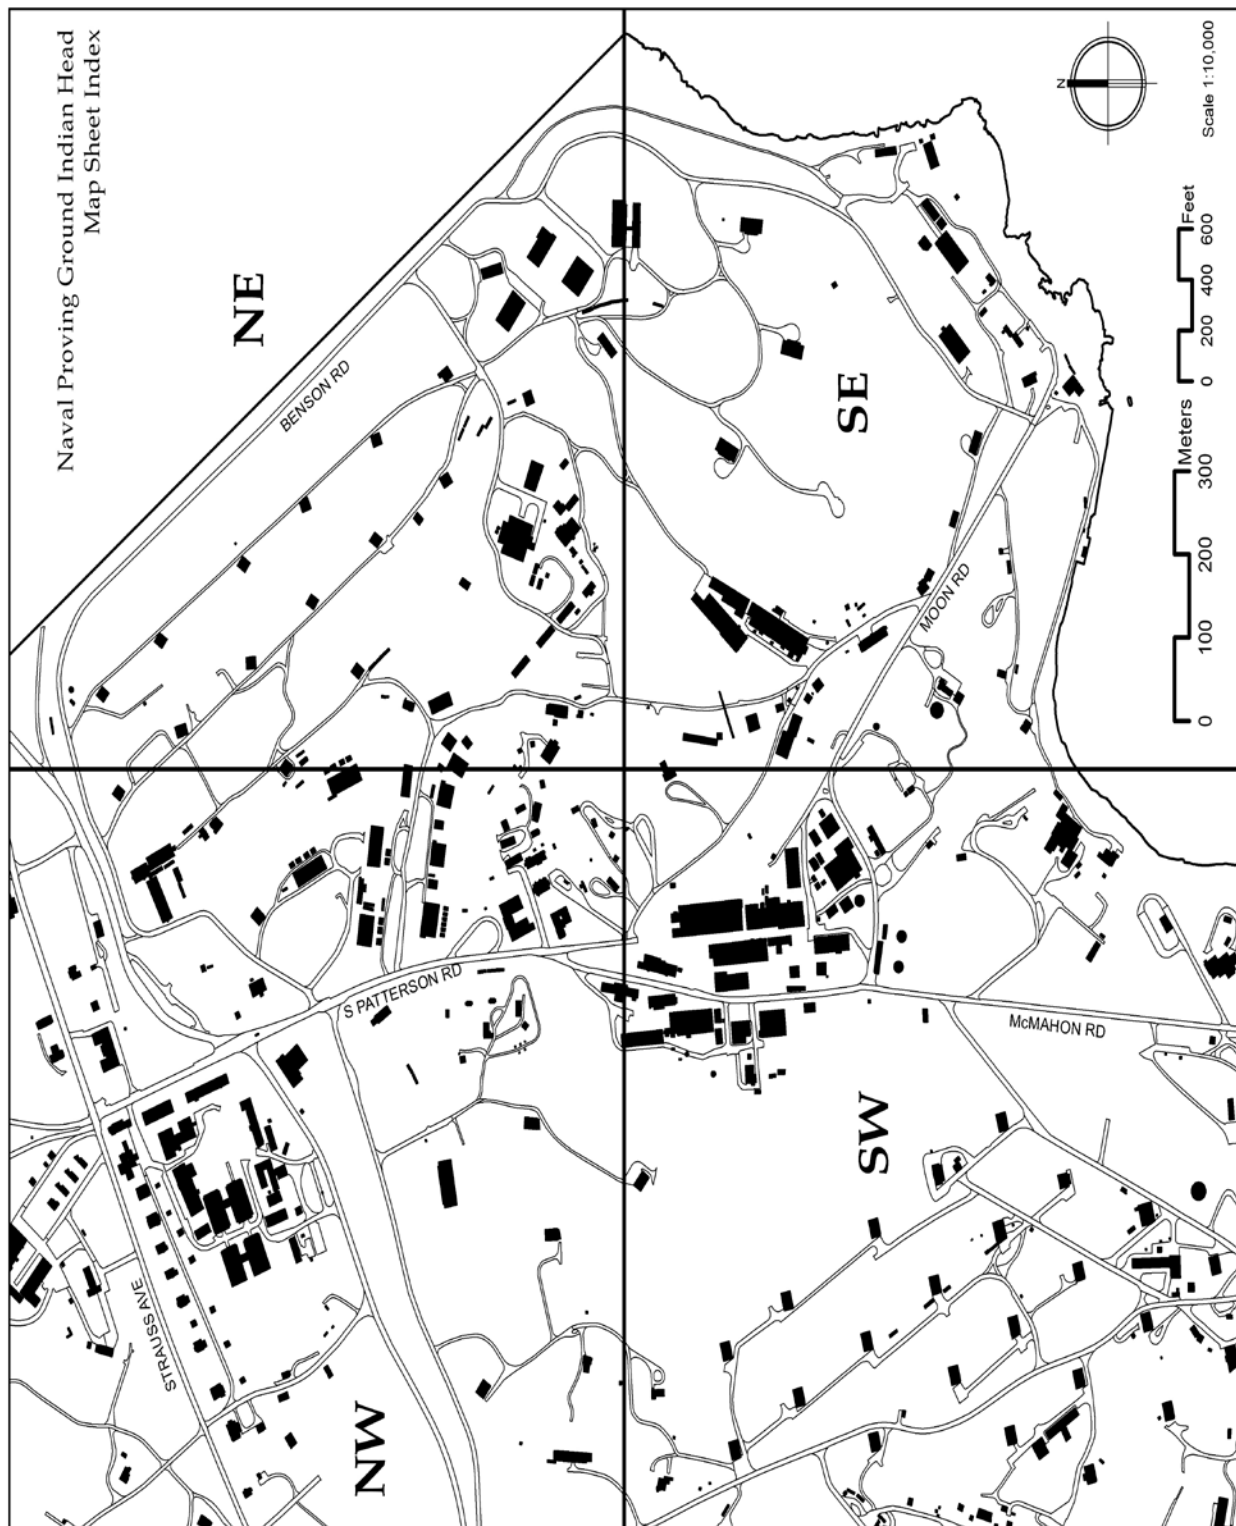 Naval Proving Ground Indian Head
Map Sheet Index
NE
BENSON RD
SE
MOON RD
N
Scale 1:10,000
0 200 400 600 Feet
0 100 200 300 Meters
S PATTERSON RD
McMAHON RD
STRAUSS AVE
NW
SW